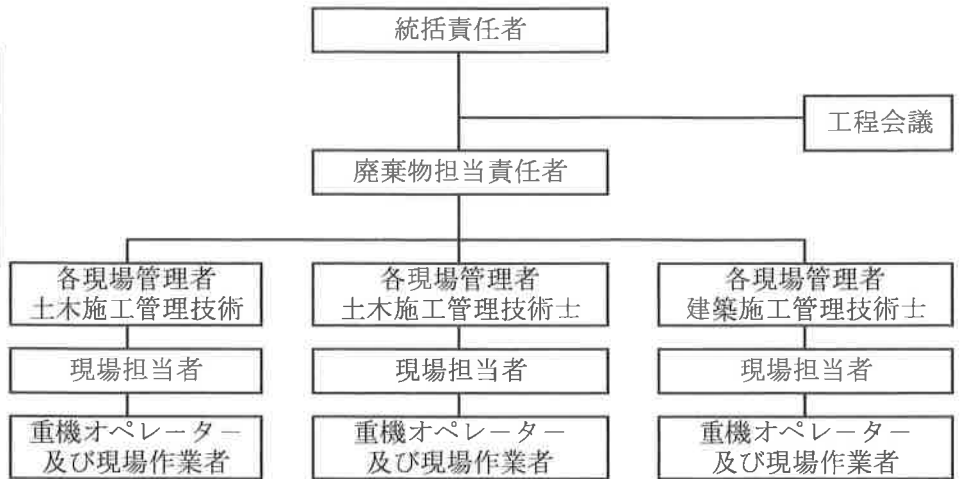 統括責任者
工程会議
廃棄物担当責任者
各現場管理者
土木施工管理技術
各現場管理者
土木施工管理技術士
各現場管理者
建築施工管理技術士
現場担当者
現場担当者
現場担当者
重機オペレーター
及び現場作業者
重機オペレーター
及び現場作業者
重機オペレーター
及び現場作業者